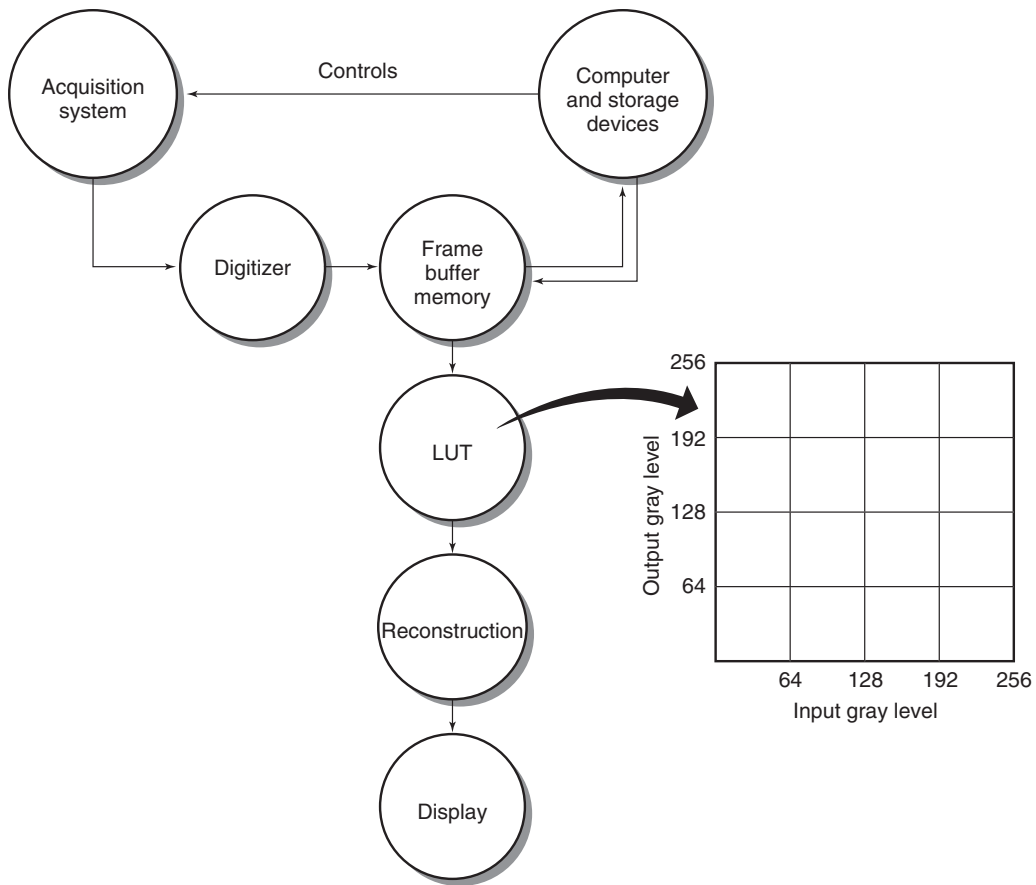 Acquisition
system
Controls
Computer
and storage
devices
Digitizer
Frame
buffer
memory
LUT
Reconstruction
Display
Output gray level
256
192
128
64
64 128 192 256
Input gray level